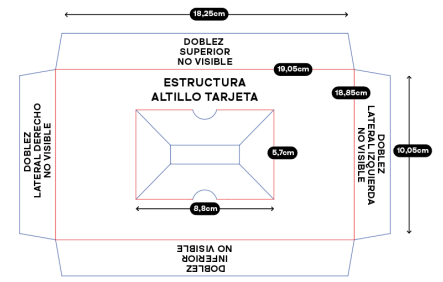 18,25cm
DOBLEZ
SUPERIOR
NO VISIBLE
19,05cm
ESTRUCTURA
ALTILLO TARJETA
18,85cm
DOBLEZ
LATERAL DERECHO
NO VISIBLE
DOBLEZ
LATERAL IZQUIERDA
NO VISIBLE
5,7cm
10,05cm
8,8cm
DOBLEZ
INFERIOR
NO VISIBLE